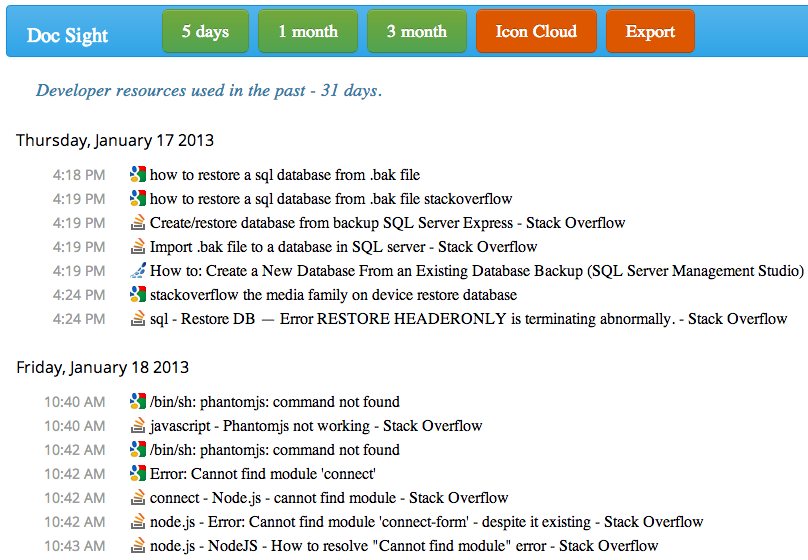 Doc Sight 5 days 1 month 3 month Icon Cloud Export
Developer resources used in the past - 31 days.
Thursday, January 17 2013
4:18 PM how to restore a sql database from .bak file
4:19 PM how to restore a sql database from .bak file stackoverflow
4:19 PM Create/restore database from backup SQL Server Express - Stack Overflow
4:19 PM Import .bak file to a database in SQL server - Stack Overflow
4:19 PM How to: Create a New Database From an Existing Database Backup (SQL Server Management Studio)
4:24 PM stackoverflow the media family on device restore database
4:24 PM sql - Restore DB — Error RESTORE HEADERONLY is terminating abnormally. - Stack Overflow
Friday, January 18 2013
10:40 AM /bin/sh: phantomjs: command not found
10:40 AM javascript - Phantomjs not working - Stack Overflow
10:42 AM /bin/sh: phantomjs: command not found
10:42 AM Error: Cannot find module 'connect'
10:42 AM connect - Node.js - cannot find module - Stack Overflow
10:42 AM node.js - Error: Cannot find module 'connect-form' - despite it existing - Stack Overflow
10:43 AM node.js - NodeJS - How to resolve "Cannot find module" error - Stack Overflow